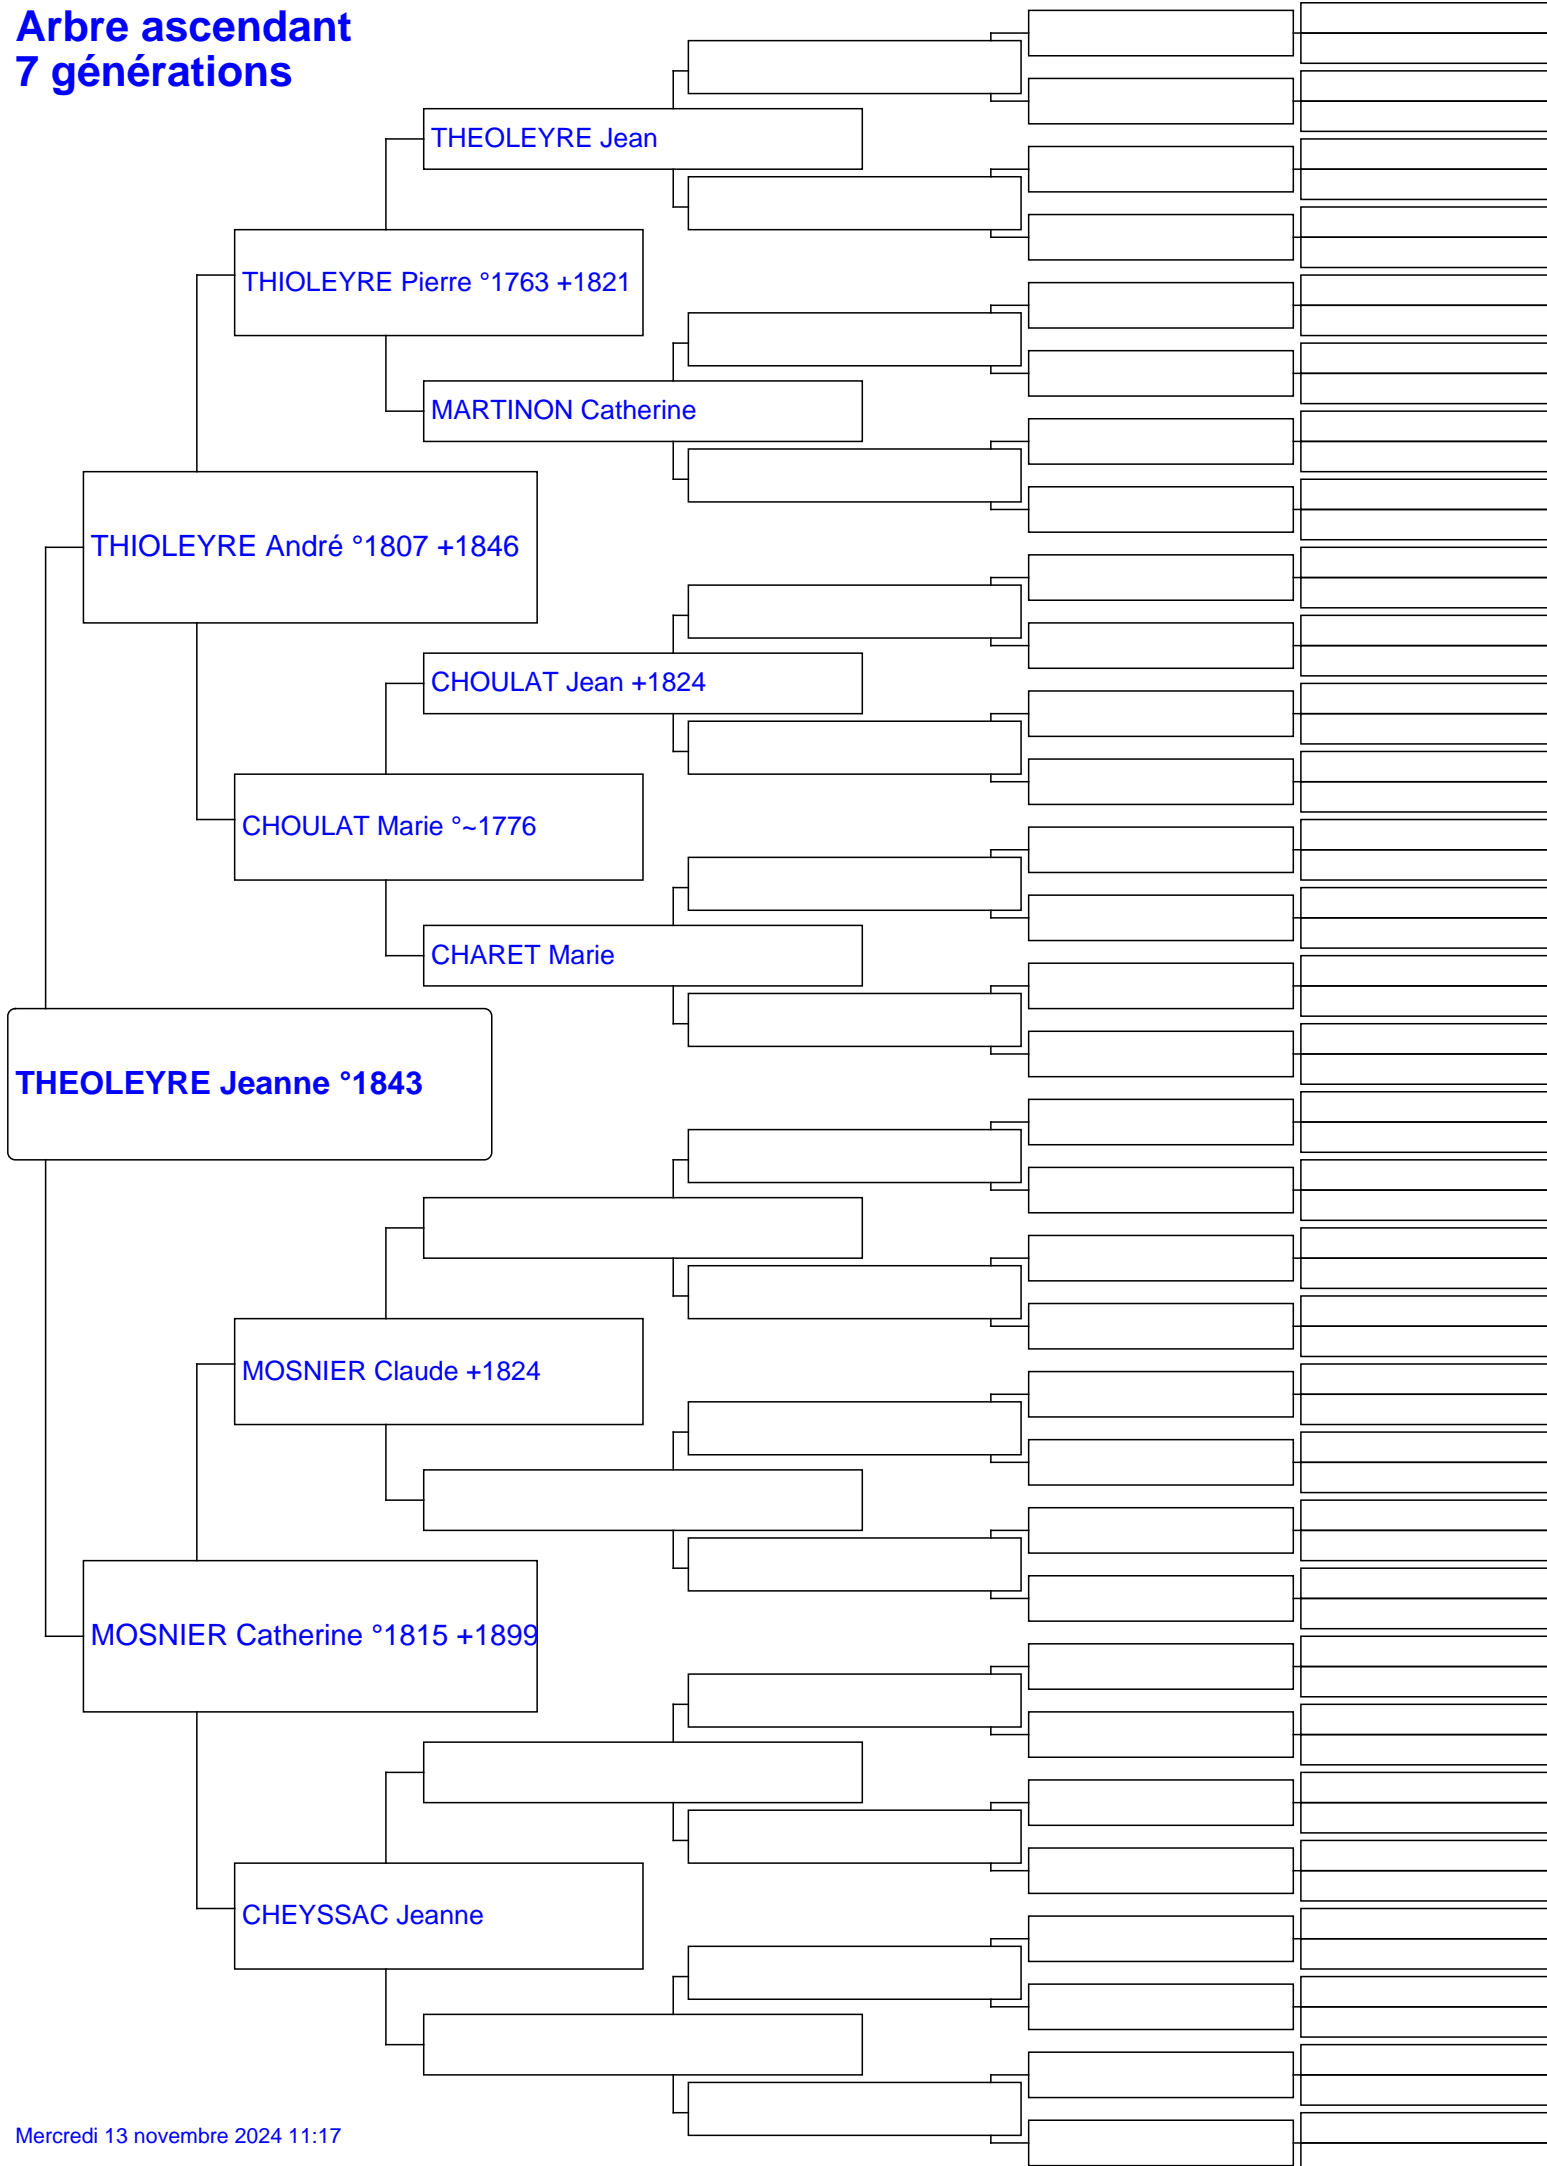 Arbre ascendant
7 générations
THEOLEYRE Jean
THIOLEYRE Pierre °1763 +1821
MARTINON Catherine
THIOLEYRE André °1807 +1846
CHOULAT Jean +1824
CHOULAT Marie °~1776
CHARET Marie
THEOLEYRE Jeanne °1843
MOSNIER Claude +1824
MOSNIER Catherine °1815 +1899
CHEYSSAC Jeanne
Mercredi 13 novembre 2024 11:17